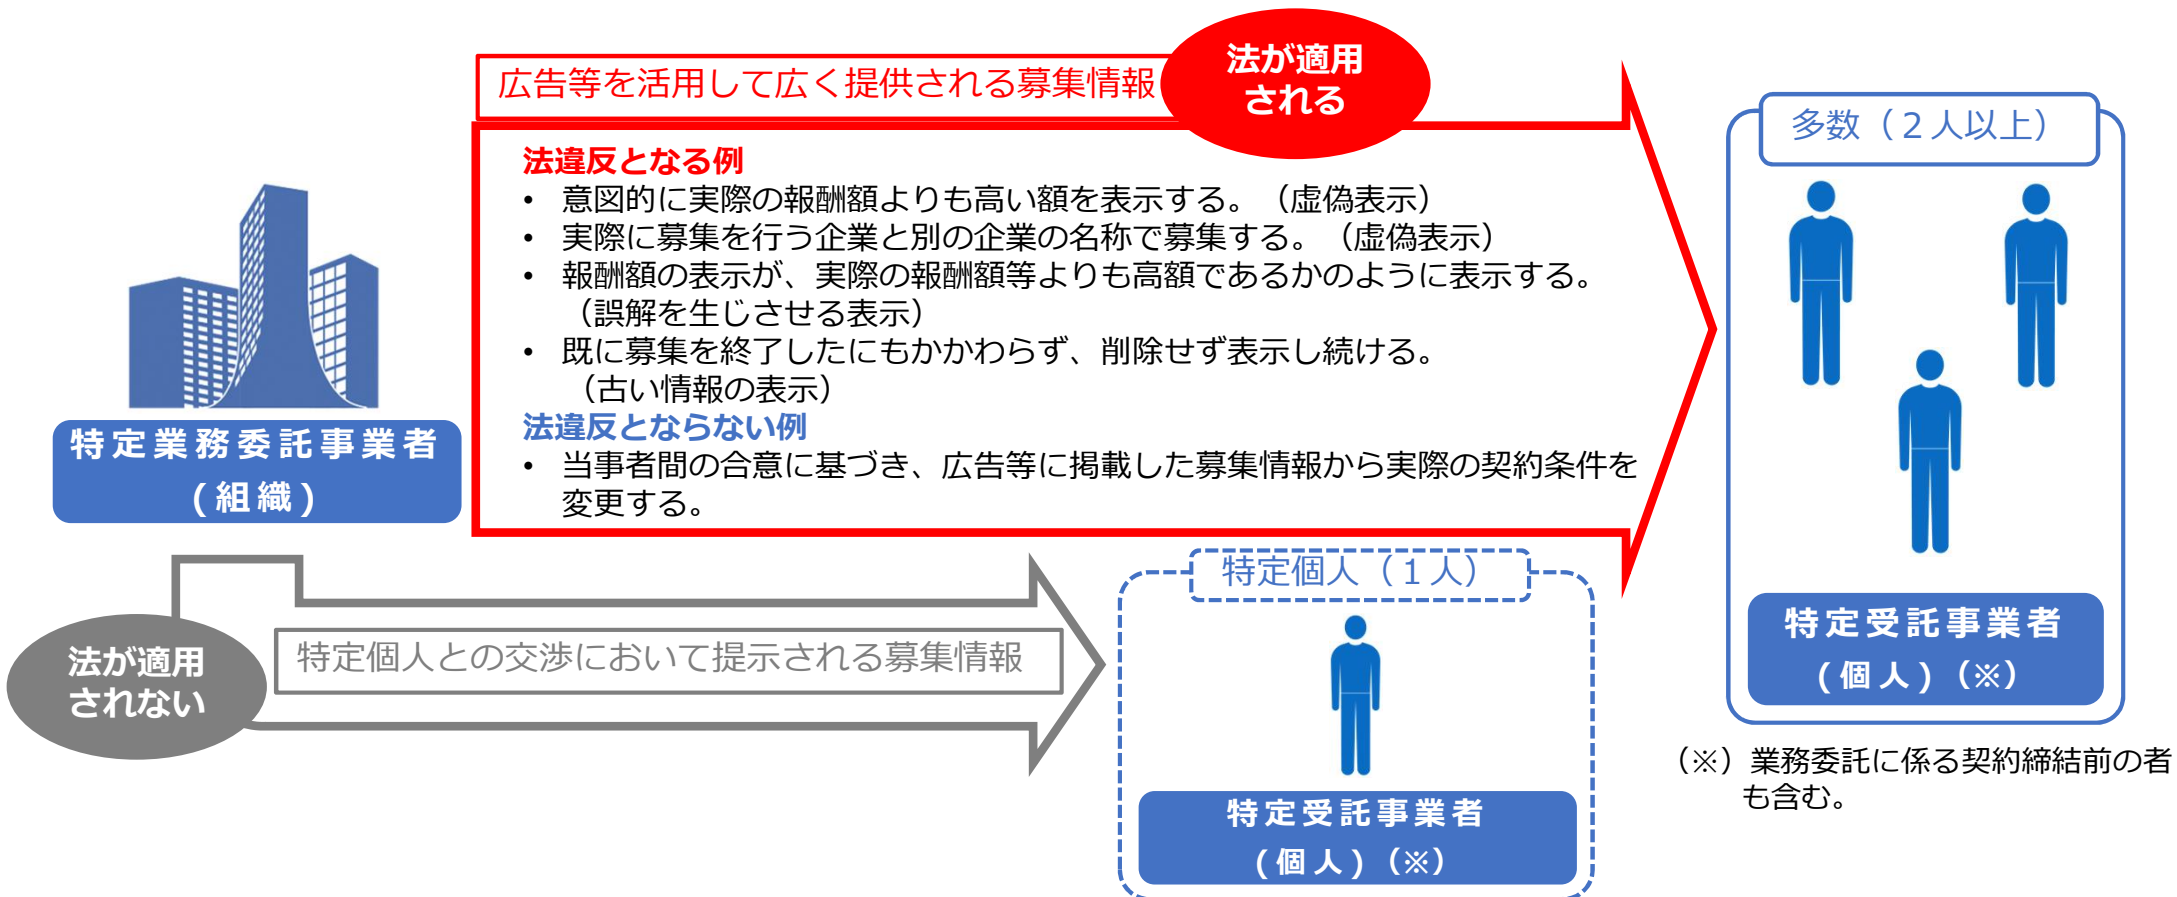 広告等を活用して広く提供される募集情報
法が適用
される
法違反となる例
• 意図的に実際の報酬額よりも高い額を表示する。（虚偽表示）
• 実際に募集を行う企業と別の企業の名称で募集する。（虚偽表示）
• 報酬額の表示が、実際の報酬額等よりも高額であるかのように表示する。
（誤解を生じさせる表示）
• 既に募集を終了したにもかかわらず、削除せず表示し続ける。
（古い情報の表示）
法違反とならない例
• 当事者間の合意に基づき、広告等に掲載した募集情報から実際の契約条件を
変更する。
特定業務委託事業者
(組織)
多数（２人以上）
特定受託事業者
(個人)（※）
（※）業務委託に係る契約締結前の者
も含む。
法が適用
されない
特定個人との交渉において提示される募集情報
特定個人（１人）
特定受託事業者
(個人)（※）